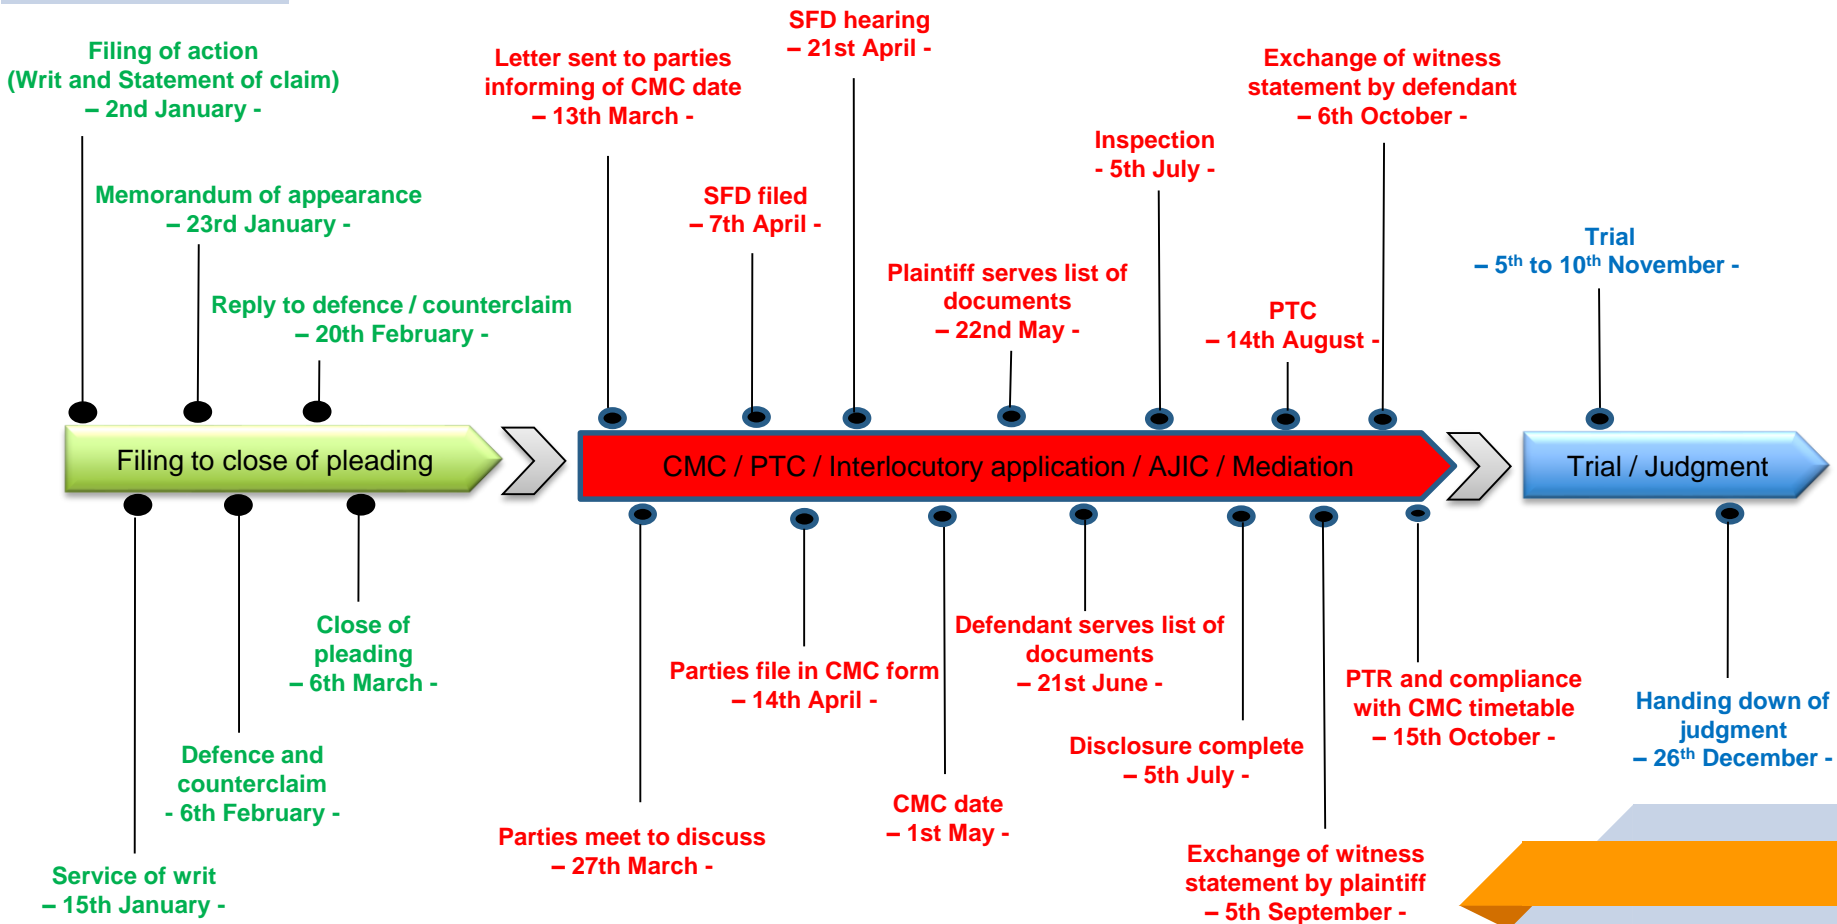 SFD hearing
– 21st April -
Filing of action
(Writ and Statement of claim)
– 2nd January -
Letter sent to parties
informing of CMC date
– 13th March -
Exchange of witness
statement by defendant
– 6th October -
Inspection
- 5th July -
Memorandum of appearance
– 23rd January -
SFD filed
– 7th April -
Trial
– 5th to 10th November -
Plaintiff serves list of
documents
– 22nd May -
Reply to defence / counterclaim
– 20th February -
PTC
– 14th August -
Filing to close of pleading
CMC / PTC / Interlocutory application / AJIC / Mediation
Trial / Judgment
Close of
pleading
– 6th March -
Defendant serves list of
documents
– 21st June -
Parties file in CMC form
– 14th April -
PTR and compliance
with CMC timetable
– 15th October -
Handing down of
judgment
– 26th December -
Defence and
counterclaim
- 6th February -
Disclosure complete
– 5th July -
CMC date
– 1st May -
Parties meet to discuss
– 27th March -
Exchange of witness
statement by plaintiff
– 5th September -
Service of writ
– 15th January -